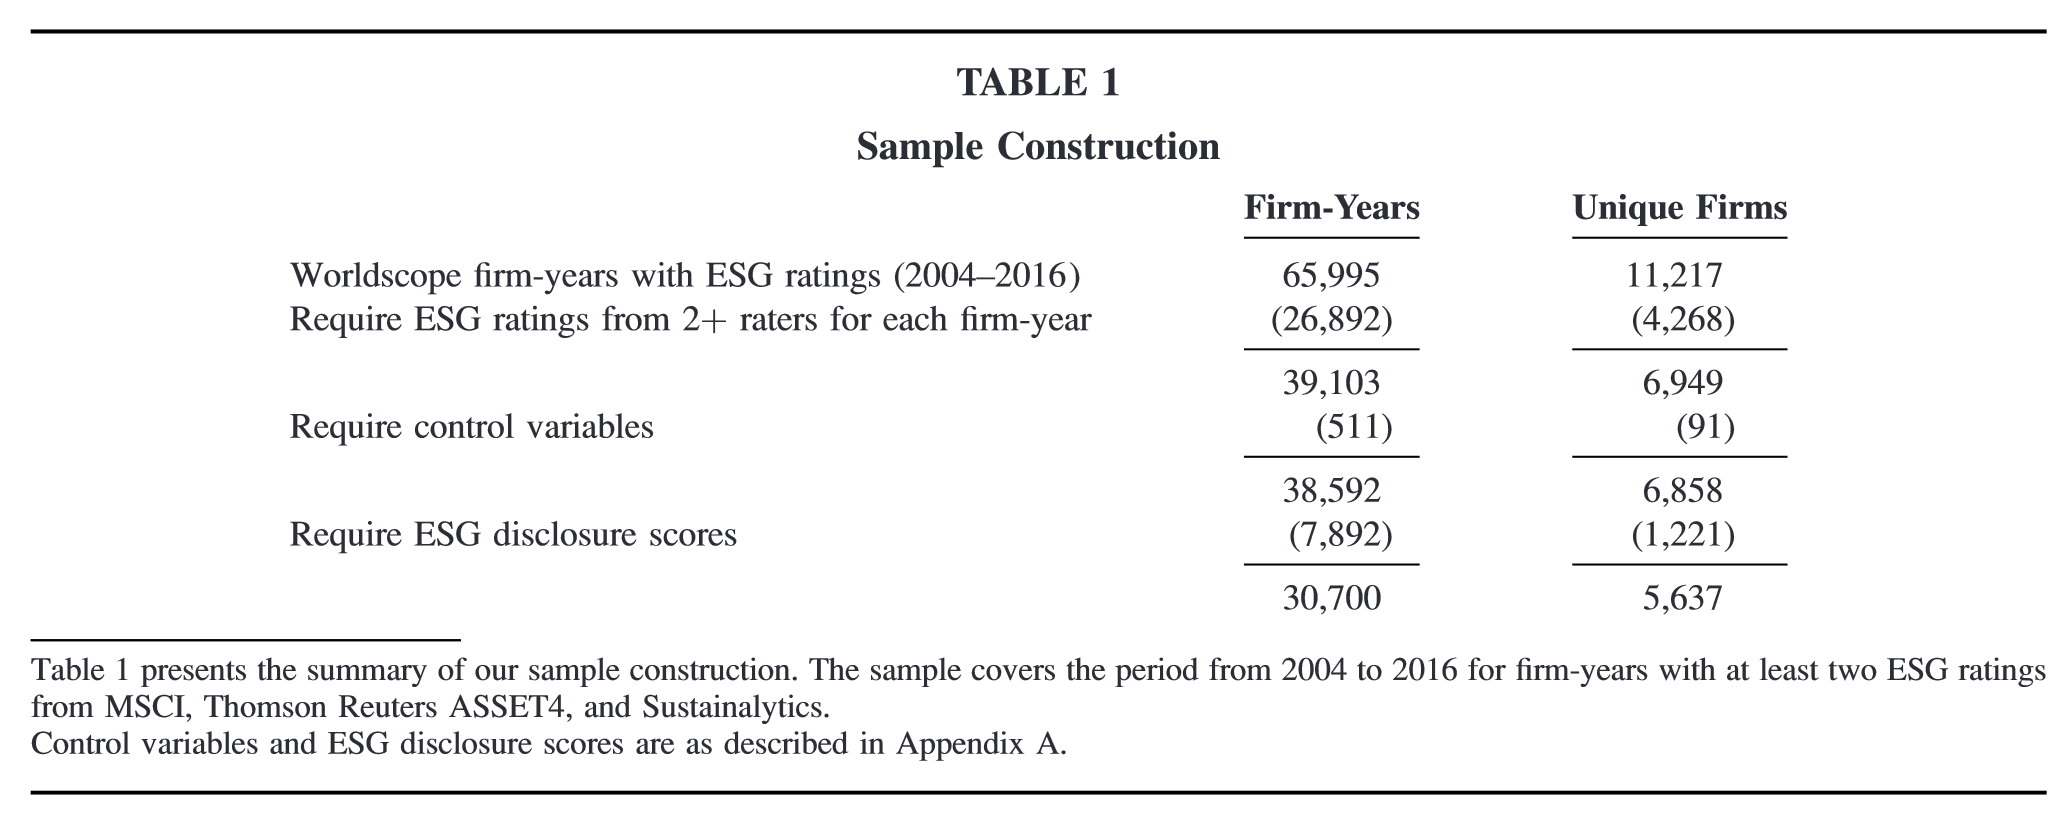 TABLE 1
Sample Construction
Firm-Years Unique Firms
Worldscope firm-years with ESG ratings (2004–2016) 65,995 11,217
Require ESG ratings from 2+ raters for each firm-year (26,892) (4,268)
39,103 6,949
Require control variables (511) (91)
38,592 6,858
Require ESG disclosure scores (7,892) (1,221)
30,700 5,637
Table 1 presents the summary of our sample construction. The sample covers the period from 2004 to 2016 for firm-years with at least two ESG ratings
from MSCI, Thomson Reuters ASSET4, and Sustainalytics.
Control variables and ESG disclosure scores are as described in Appendix A.